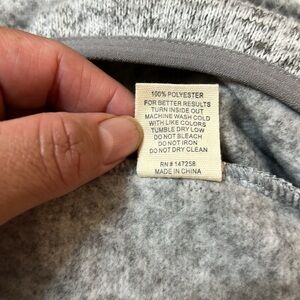 100% POLYESTER
FOR BETTER RESULTS
TURN INSIDE OUT
MACHINE WASH COLD
WITH LIKE COLORS
TUMBLE DRY LOW
DO NOT BLEACH
DO NOT IRON
DO NOT DRY CLEAN
RN # 147258
MADE IN CHINA